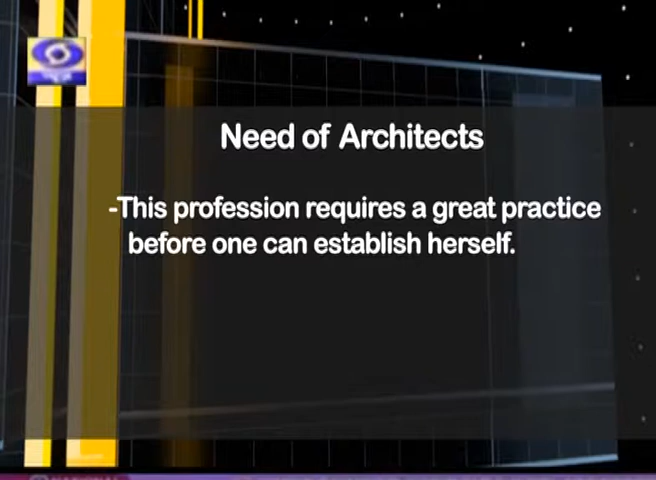 Need of Architects
-This profession requires a great practice
before one can establish herself.